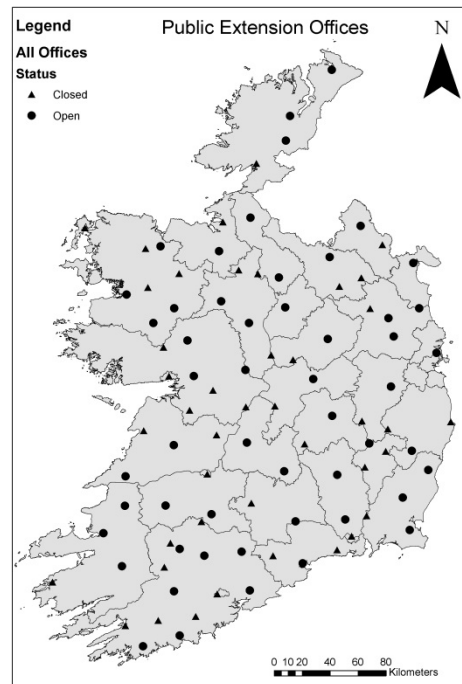 Legend
Public Extension Offices
N
All Offices
Status
Closed
Open
0 10 20 40 60 80
Kilometers